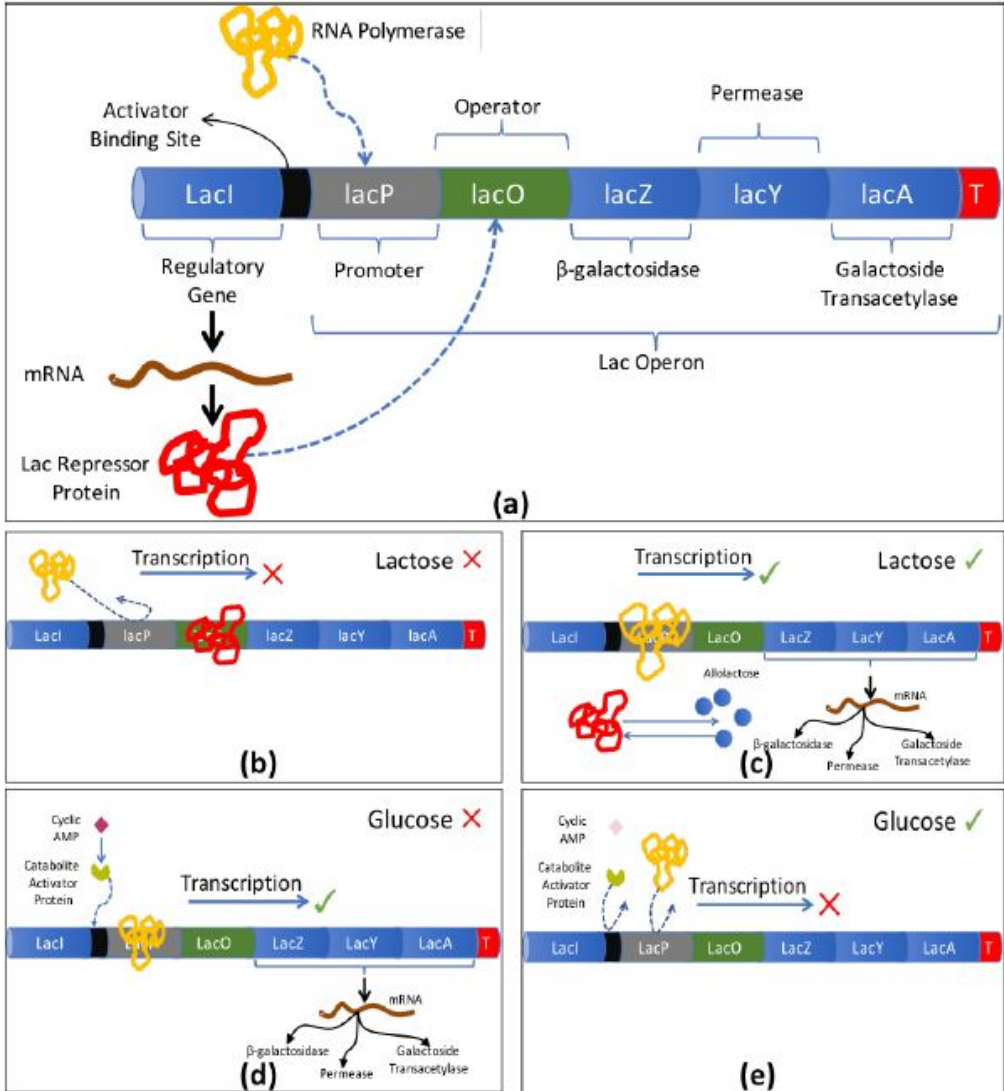 RNA Polymerase
Activator
Binding Site
Operator
Permease
LacI
lacP
lacO
lacZ
lacY
lacA
T
Regulatory
Gene
Promoter
β-galactosidase
Galactoside
Transacetylase
Lac Operon
mRNA
Lac Repressor
Protein
(a)
Transcription
Lactose
LacI
lacP
lacZ
lacY
lacA
T
(b)
Transcription
Lactose
LacI
LacO
LacZ
LacY
LacA
T
Allolactose
mRNA
β-galactosidase
Permease
Galactoside
Transacetylase
(c)
Cyclic
AMP
Glucose
Catabolite
Activator
Protein
Transcription
LacI
LacO
LacZ
LacY
LacA
T
mRNA
β-galactosidase
Permease
Galactoside
Transacetylase
(d)
Cyclic
AMP
Glucose
Catabolite
Activator
Protein
Transcription
LacI
LacP
LacO
LacZ
LacY
LacA
T
(e)